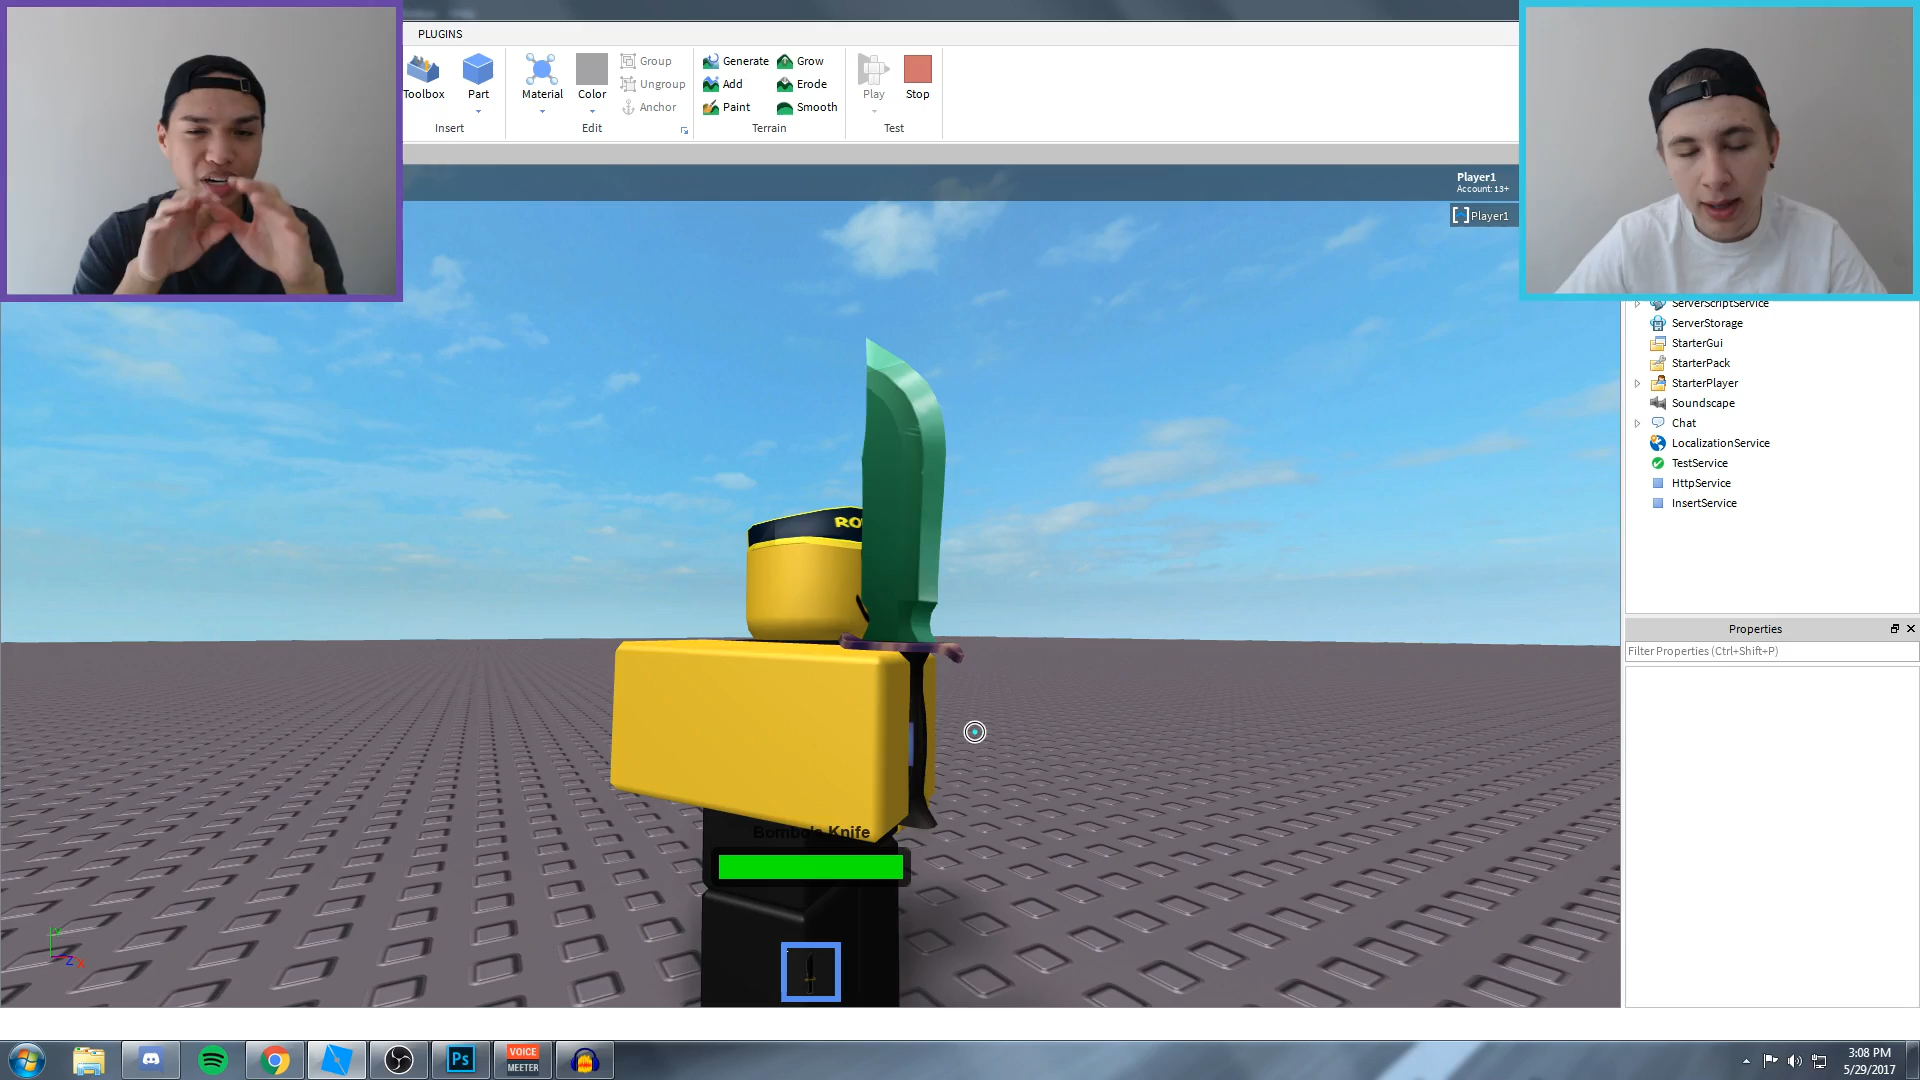 PLUGINS
Toolbox
Part
Insert
Material
Color
Group
Ungroup
Anchor
Edit
Generate
Grow
Add
Erode
Paint
Smooth
Terrain
Play
Stop
Test
Player1
Account: 13+
Player1
ServerScriptService
ServerStorage
StarterGui
StarterPack
StarterPlayer
Soundscape
Chat
LocalizationService
TestService
HttpService
InsertService
Properties
Filter Properties (Ctrl+Shift+P)
RO
Knife
Y
Z
X
Ps
VOICE
MEETER
3:08 PM
5/29/2017